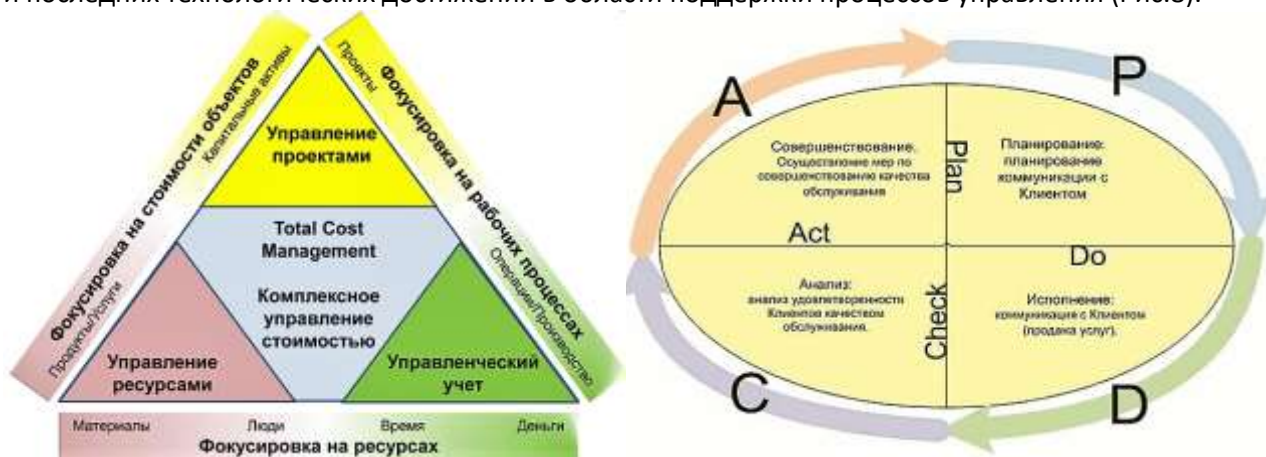 и последних технологических достижений в области поддержки процессов управления (Рис.8).
Фокусировка на стоимости объектов
Капитальные активы
Продукты/Услуги
Фокусировка на рабочих процессах
Проекты
Операции/Производство
Управление
проектами
Total Cost
Management
Комплексное
управление
стоимостью
Управление
ресурсами
Управленческий
учет
Материалы Люди Время Деньги
Фокусировка на ресурсах
A
P
Совершенствование.
Осуществление мер по
совершенствованию качества
обслуживания
Act
Plan
Планирование:
планирование
коммуникации с
Клиентом
Do
Анализ:
анализ удовлетворенности
Клиентов качеством
обслуживания.
Check
Исполнение:
коммуникация с Клиентом
(продажа услуг).
C
D